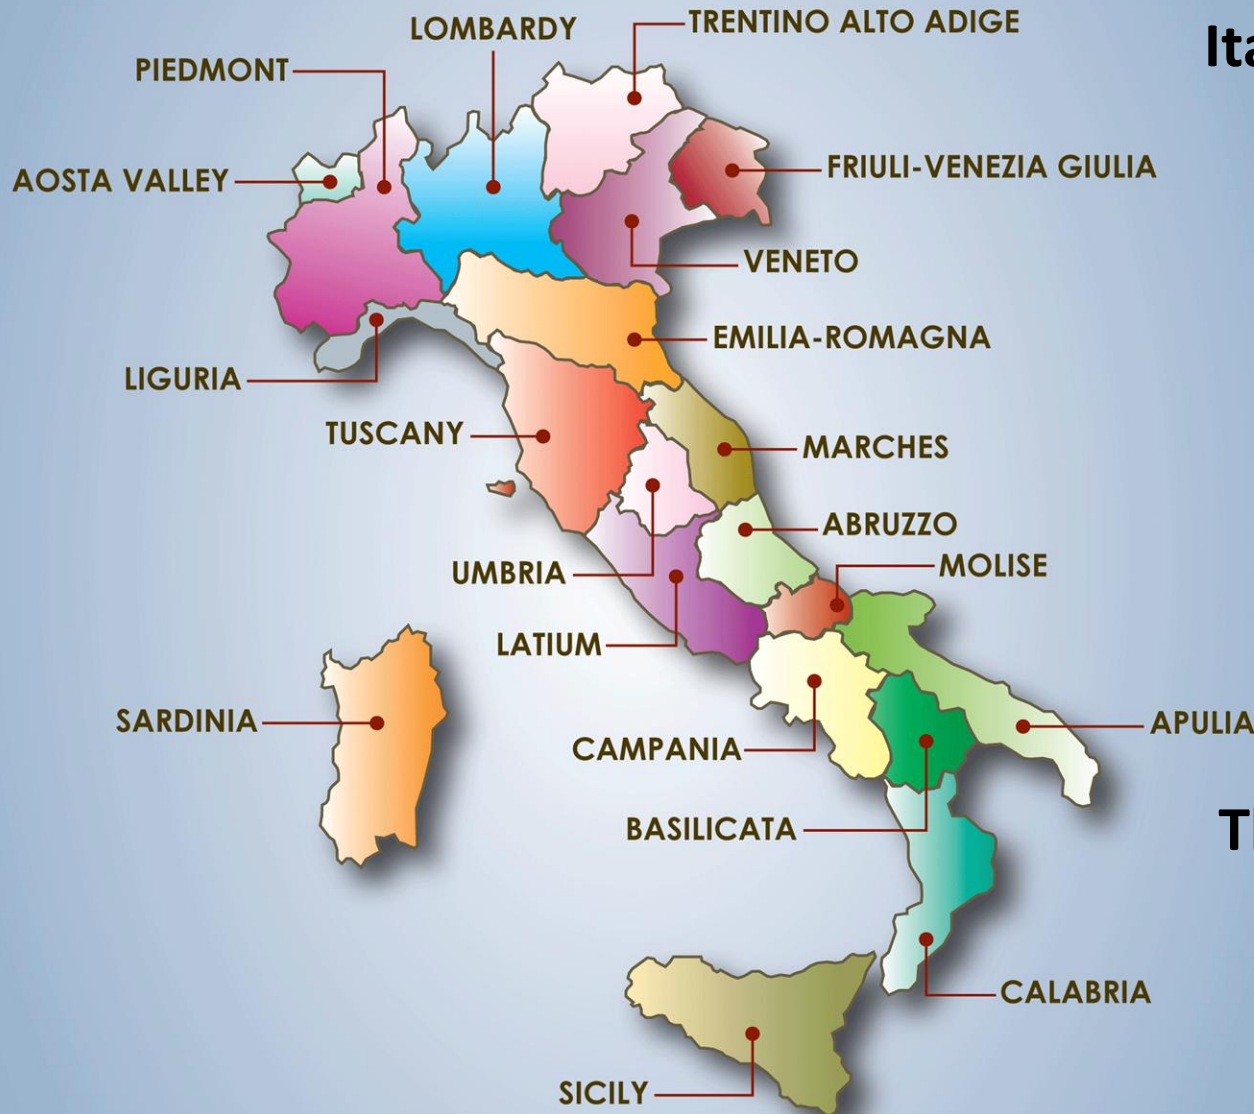 TRENTINO ALTO ADIGE
LOMBARDY
Ita
PIEDMONT
FRIULI-VENEZIA GIULIA
AOSTA VALLEY
VENETO
EMILIA-ROMAGNA
LIGURIA
TUSCANY
MARCHES
ABRUZZO
MOLISE
UMBRIA
LATIUM
SARDINIA
APULIA
CAMPANIA
BASILICATA
CALABRIA
SICILY